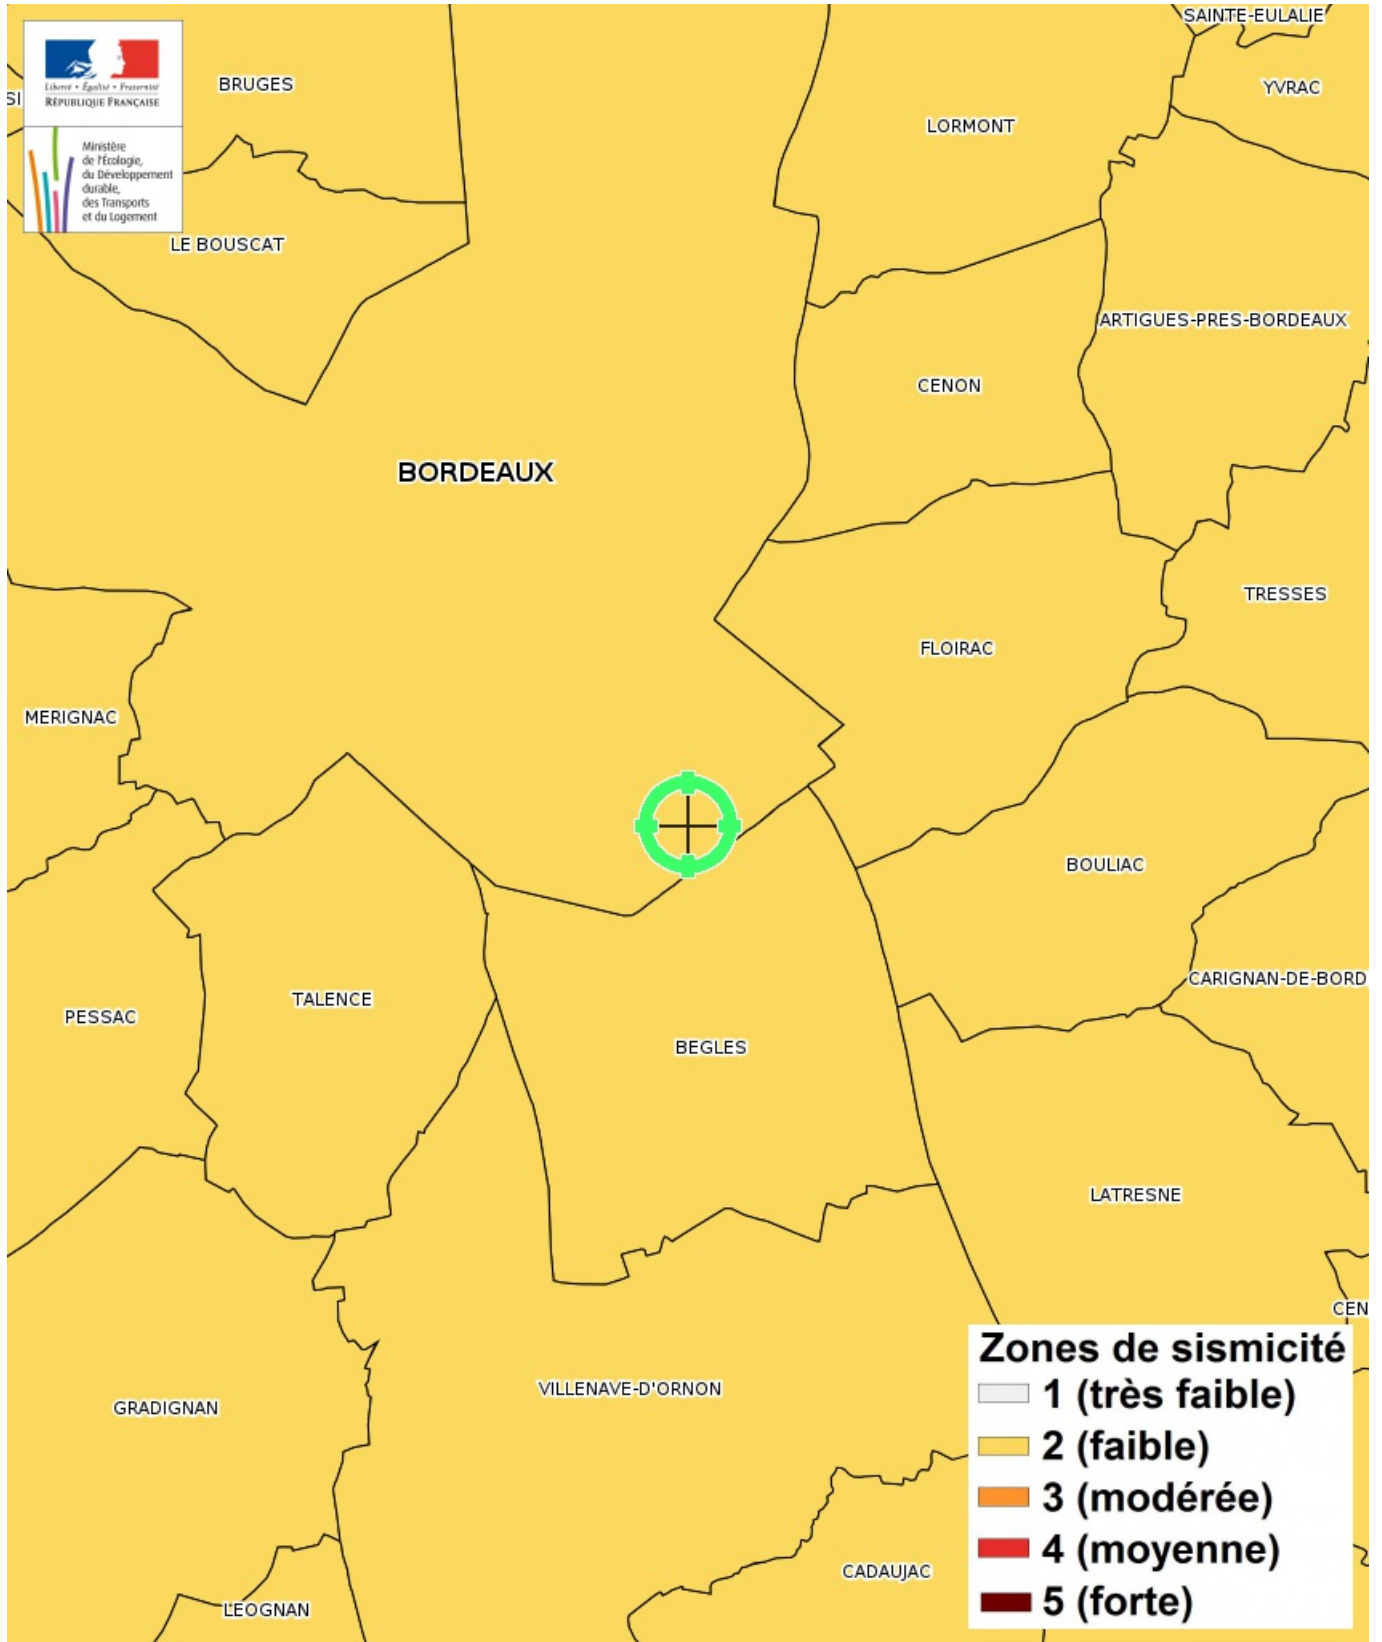 SAINTE-EULALIE
Liberté • Égalité • Fraternité
RÉPUBLIQUE FRANÇAISE
BRUGES
YVRAC
SI
LORMONT
Ministère
de l'Écologie,
du Développement
durable,
des Transports
et du Logement
LE BOUSCAT
ARTIGUES-PRES-BORDEAUX
CENON
BORDEAUX
TRESSES
FLOIRAC
MERIGNAC
BOULIAC
CARIGNAN-DE-BORD
TALENCE
PESSAC
BEGLES
LATRESNE
CEN
Zones de sismicité
1 (très faible)
2 (faible)
3 (modérée)
4 (moyenne)
5 (forte)
VILLENAVE-D'ORNON
GRADIGNAN
CADAUJAC
LEOGNAN